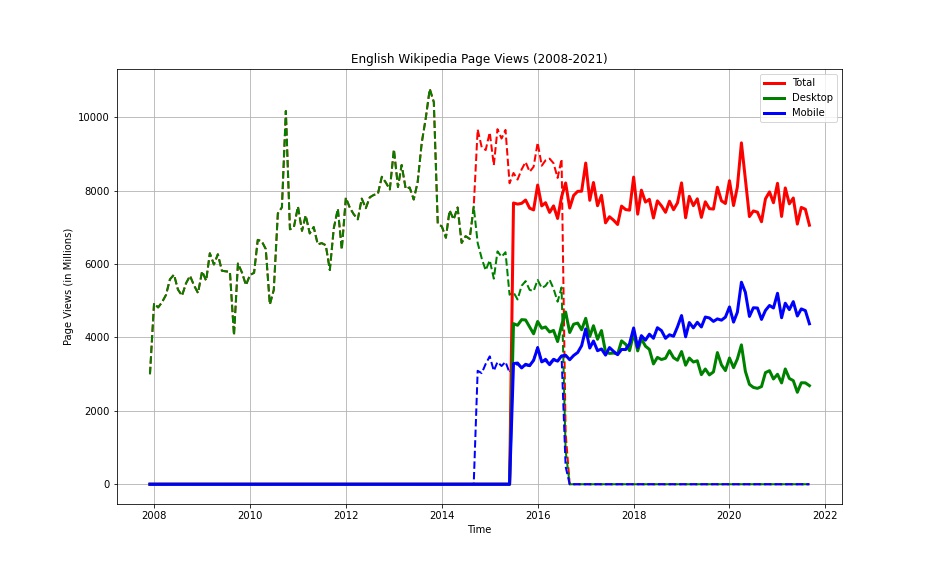 English Wikipedia Page Views (2008-2021)
Total
Desktop
Mobile
Page Views (in Millions)
10000
8000
6000
4000
2000
0
2008 2010 2012 2014 2016 2018 2020 2022
Time